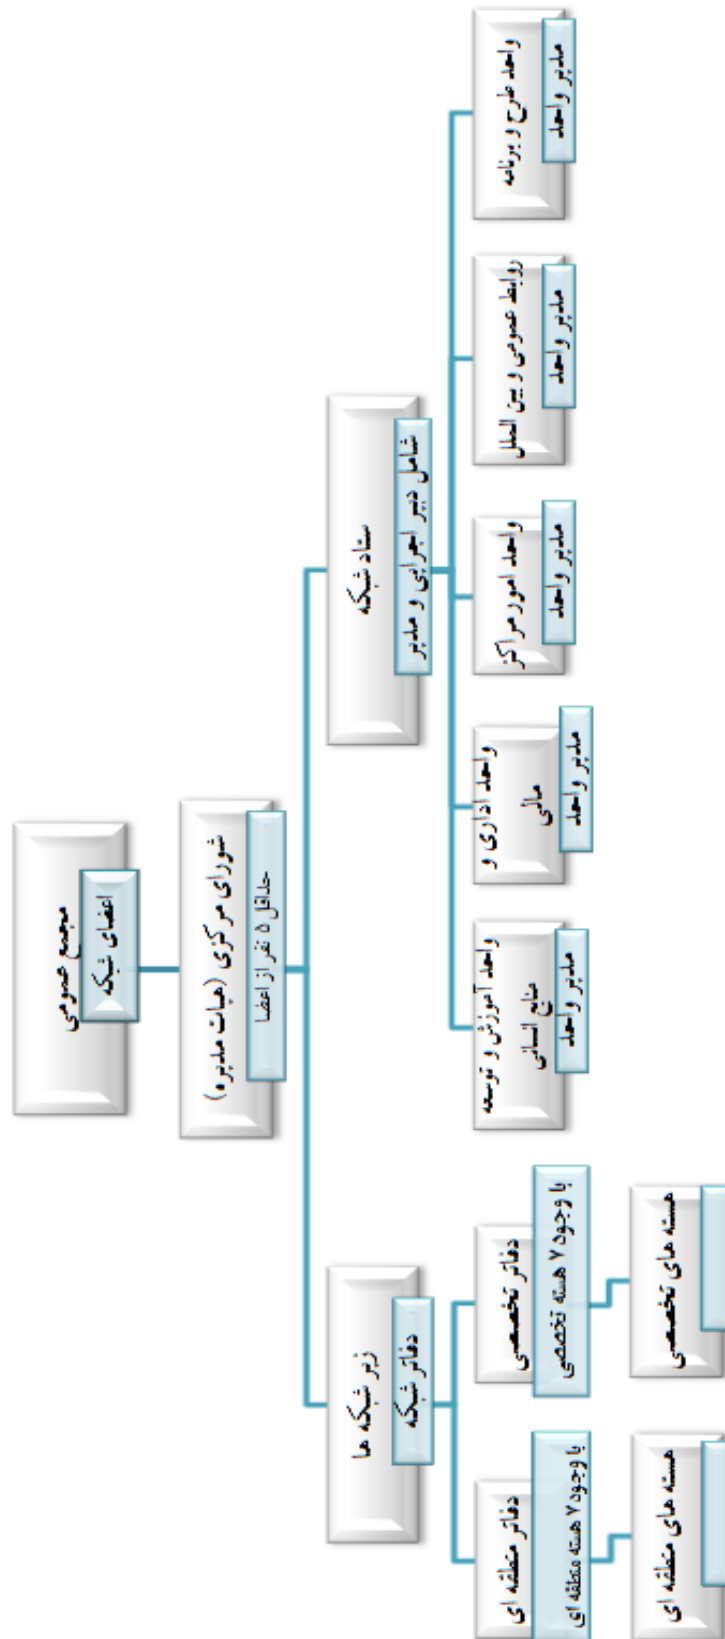 مجمع عمومی
اعضای شبکه
شورای مرکزی (هیات مدیره)
حداقل ۵ نفر از اعضا
ستاد شبکه
شامل دبیر اجرایی و مدیر
زیر شبکه ها
دفاتر شبکه
واحد طرح و برنامه
مدیر واحد
روابط عمومی و بین الملل
مدیر واحد
واحد امور مراکز
مدیر واحد
واحد اداری و
مالی
مدیر واحد
واحد آموزش و توسعه
منابع انسانی
مدیر واحد
دفاتر تخصصی
با وجود ۷ هسته تخصصی
دفاتر منطقه ای
با وجود ۷ هسته منطقه ای
هسته های تخصصی
هسته های منطقه ای